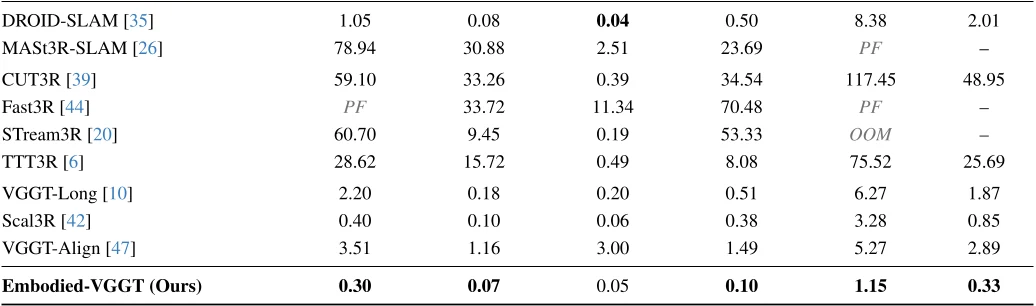 DROID-SLAM [35] 1.05 0.08 0.04 0.50 8.38 2.01
MASt3R-SLAM [26] 78.94 30.88 2.51 23.69 PF –
CUT3R [39] 59.10 33.26 0.39 34.54 117.45 48.95
Fast3R [44] PF 33.72 11.34 70.48 PF –
STream3R [20] 60.70 9.45 0.19 53.33 OOM –
TTT3R [6] 28.62 15.72 0.49 8.08 75.52 25.69
VGGT-Long [10] 2.20 0.18 0.20 0.51 6.27 1.87
Scal3R [42] 0.40 0.10 0.06 0.38 3.28 0.85
VGGT-Align [47] 3.51 1.16 3.00 1.49 5.27 2.89
Embodied-VGGT (Ours) 0.30 0.07 0.05 0.10 1.15 0.33